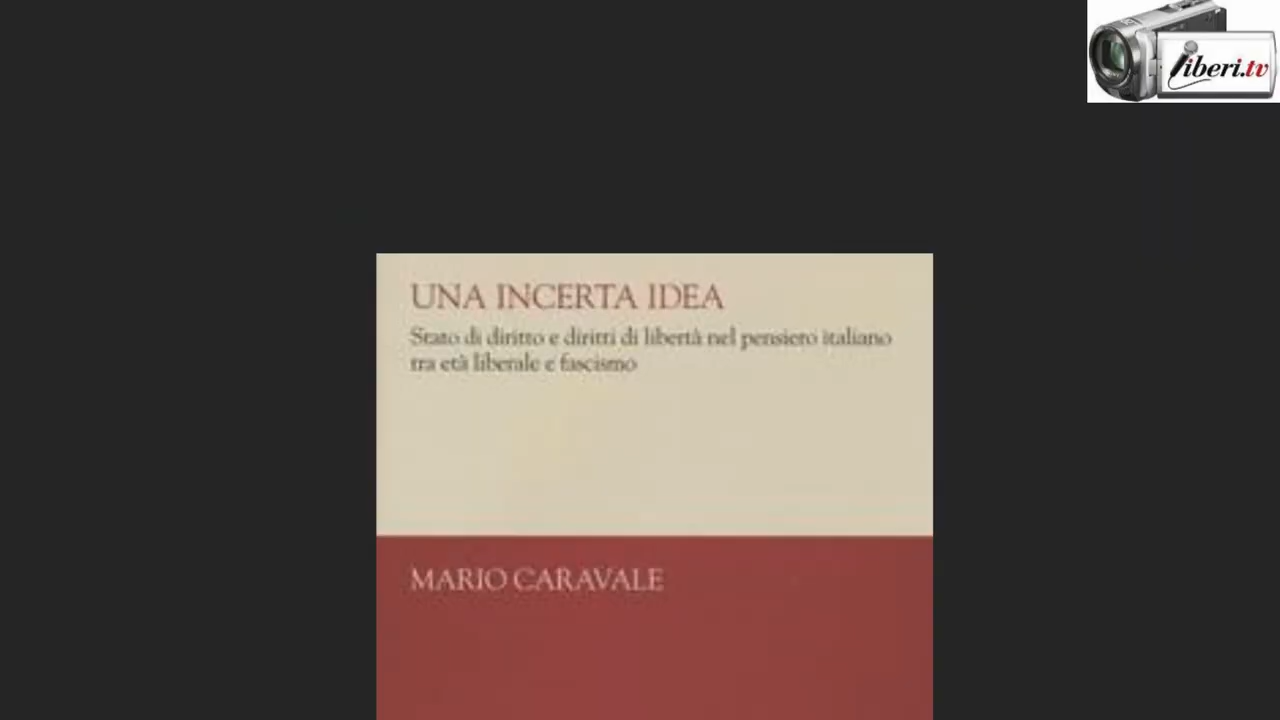 liberi.tv
UNA INCERTA IDEA
Stato di diritto e diritti di libertà nel pensiero italiano
tra età liberale e fascismo
MARIO CARAVALE